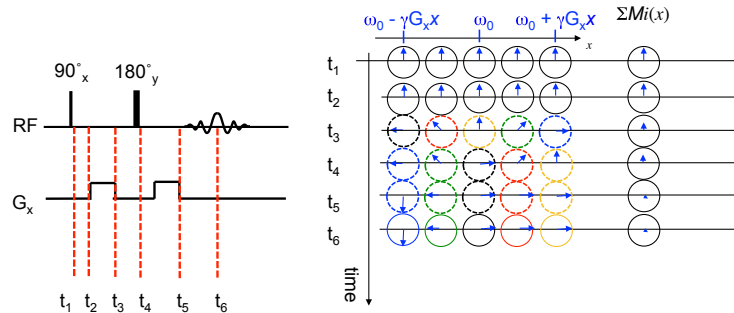 90°ₓ 180°ᵧ
RF
Gₓ
t₁ t₂ t₃ t₄ t₅ t₆
ω₀ - γGₓx ω₀ ω₀ + γGₓx ΣMi(x)
x
t₁
t₂
t₃
t₄
t₅
t₆
time